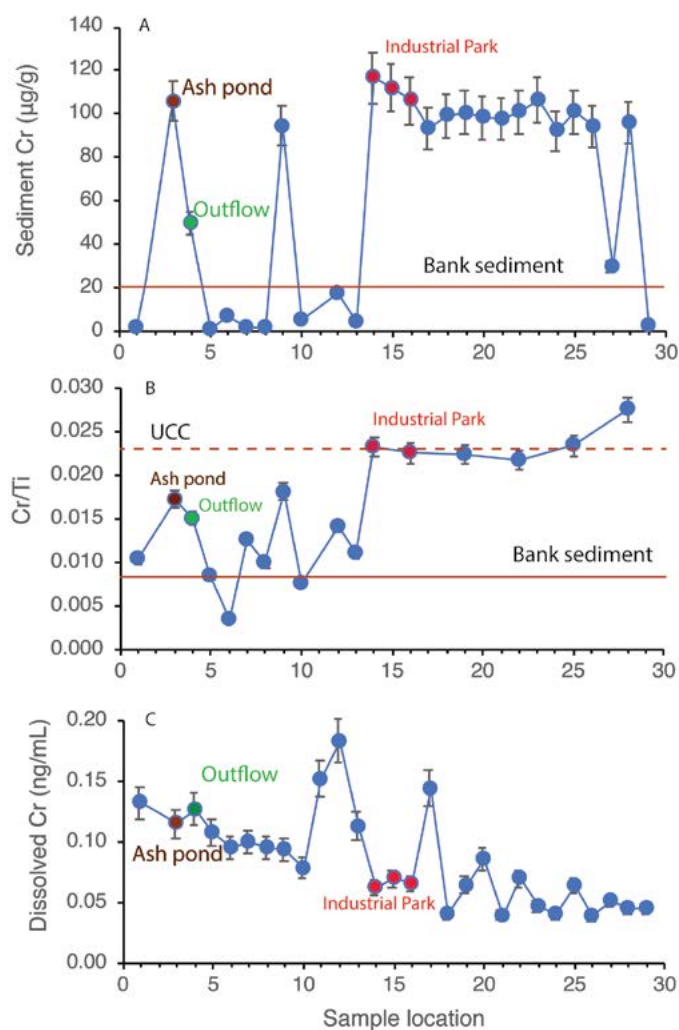 A
Industrial Park
Ash pond
Outflow
Bank sediment
Sediment Cr (µg/g)
140
120
100
80
60
40
20
0
0 5 10 15 20 25 30
B
UCC
Industrial Park
Ash pond
Outflow
Bank sediment
Cr/Ti
0.030
0.025
0.020
0.015
0.010
0.005
0.000
0 5 10 15 20 25 30
C
Outflow
Ash pond
Industrial Park
Dissolved Cr (ng/mL)
0.20
0.15
0.10
0.05
0.00
0 5 10 15 20 25 30
Sample location